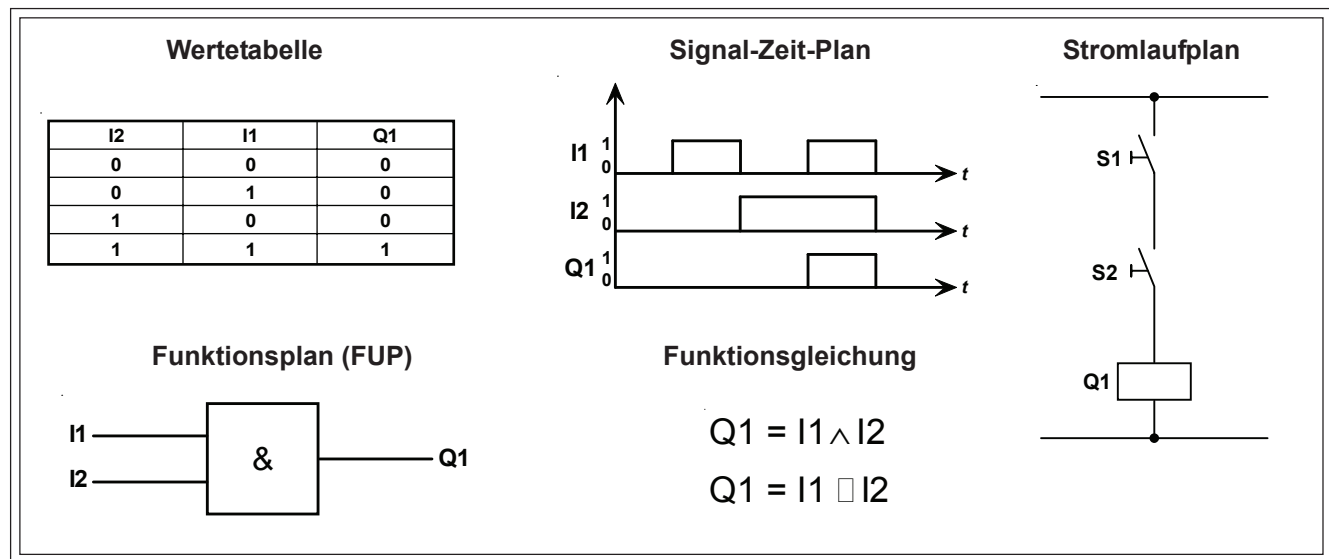 Wertetabelle
I2 I1 Q1
0 0 0
0 1 0
1 0 0
1 1 1
Signal-Zeit-Plan
I1 1 0 t
I2 1 0 t
Q1 1 0 t
Stromlaufplan
S1
S2
Q1
Funktionsplan (FUP)
I1
I2
&
Q1
Funktionsgleichung
Q1 = I1 ∧ I2
Q1 = I1 □ I2